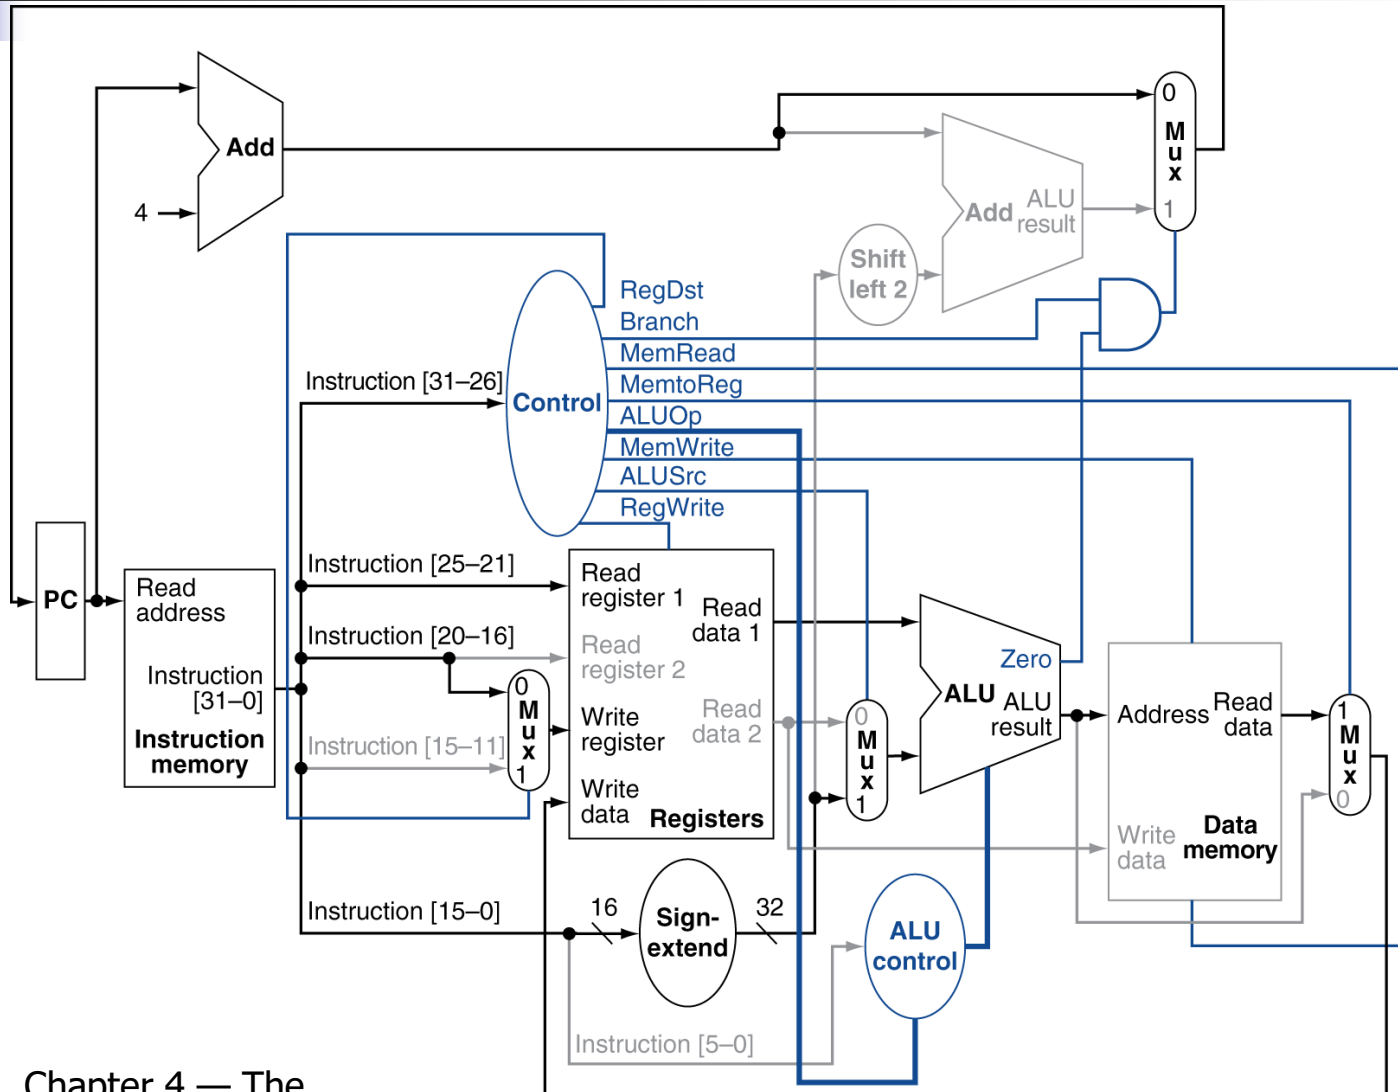 0
M
u
x
1
Add
4
Add
ALU
result
Shift
left 2
RegDst
Branch
MemRead
MemtoReg
ALUOp
MemWrite
ALUSrc
RegWrite
Instruction [31–26]
Control
PC
Read
address
Instruction
[31–0]
Instruction
memory
Instruction [25–21]
Instruction [20–16]
Instruction [15–11]
0
M
u
x
1
Read
register 1
Read
register 2
Write
register
Write
data
Read
data 1
Read
data 2
Registers
0
M
u
x
1
Zero
ALU
ALU
result
Address
Read
data
Write
data
Data
memory
1
M
u
x
0
Instruction [15–0]
16
Sign-
extend
32
ALU
control
Instruction [5–0]
Chapter 4 — The